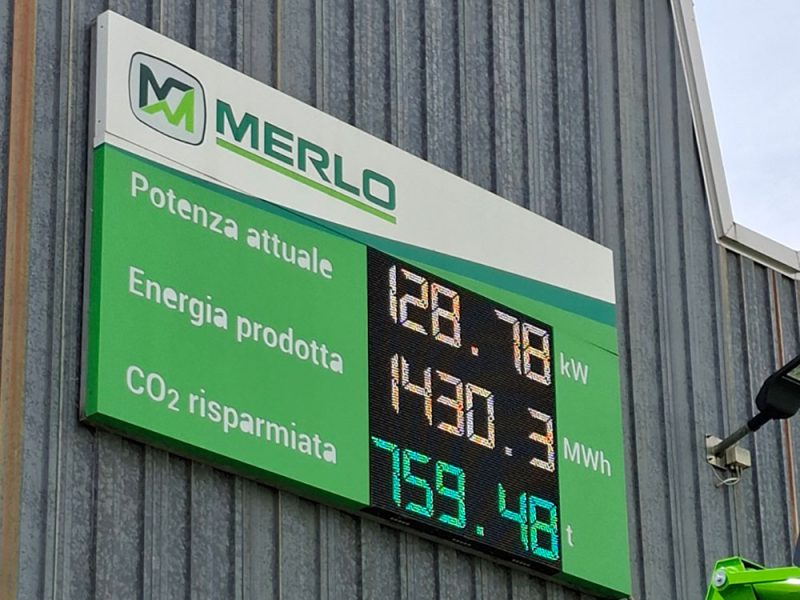 MERLO
Potenza attuale 128.78 kW
Energia prodotta 1430.3 MWh
CO₂ risparmiata 759.48 t